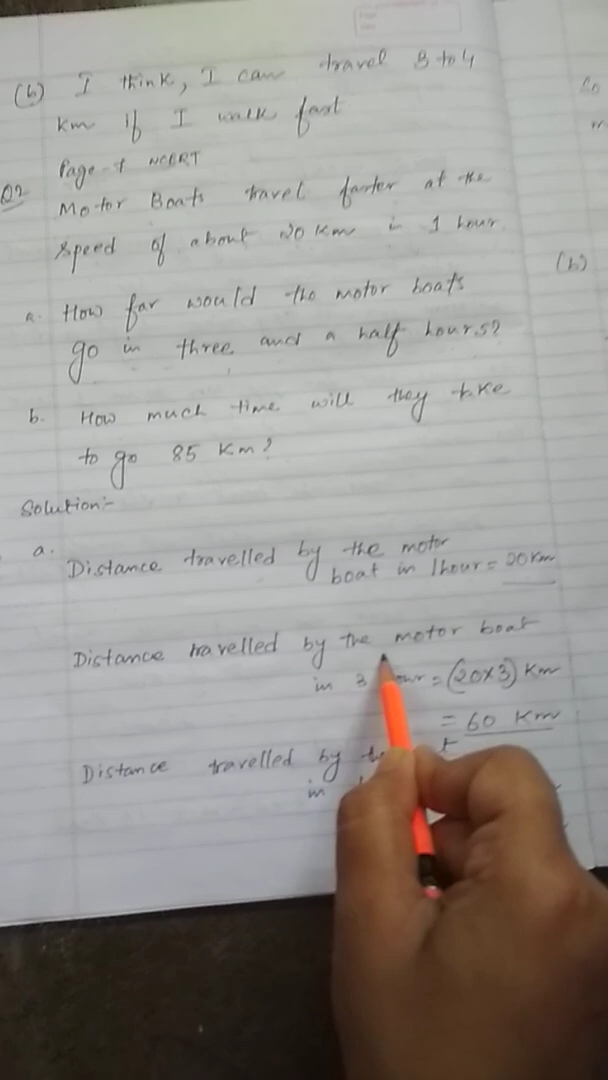 (b) I think, I can travel 3 to 4
km if I walk fast
Page-1 NCERT
Q2 Motor Boats travel faster at the
speed of about 20 km in 1 hour.
a. How far would the motor boats
go in three and a half hours?
b. How much time will they take
to go 85 km?
Solution:-
a. Distance travelled by the motor
boat in 1 hour = 20 km
Distance travelled by the motor boat
in 3 hour = (20×3) km
= 60 km
Distance travelled by
in
(b)